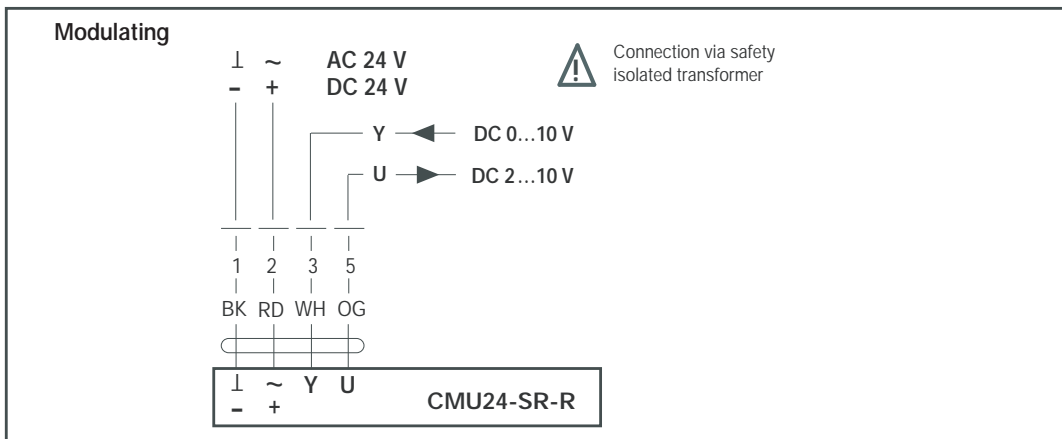 Modulating
⊥ ~ AC 24 V
– + DC 24 V
Connection via safety
isolated transformer
Y DC 0...10 V
U DC 2...10 V
1 2 3 5
BK RD WH OG
⊥ ~ Y U
– +
CMU24-SR-R